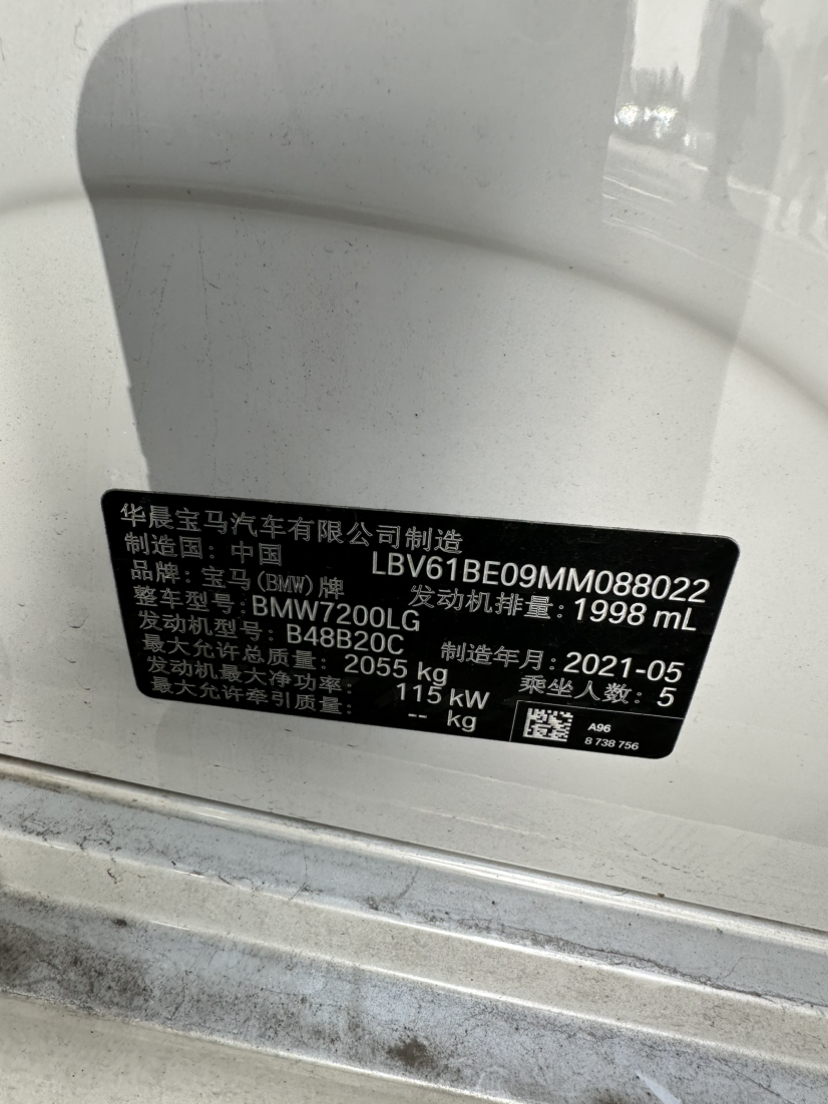 华晨宝马汽车有限公司制造
制造国：中国 LBV61BE09MM088022
品牌：宝马(BMW)牌 发动机排量：1998 mL
整车型号：BMW7200LG
发动机型号：B48B20C 制造年月：2021-05
最大允许总质量：2055 kg 乘坐人数：5
发动机最大净功率：115 kW
最大允许牵引质量：-- kg
A96
8 738 756